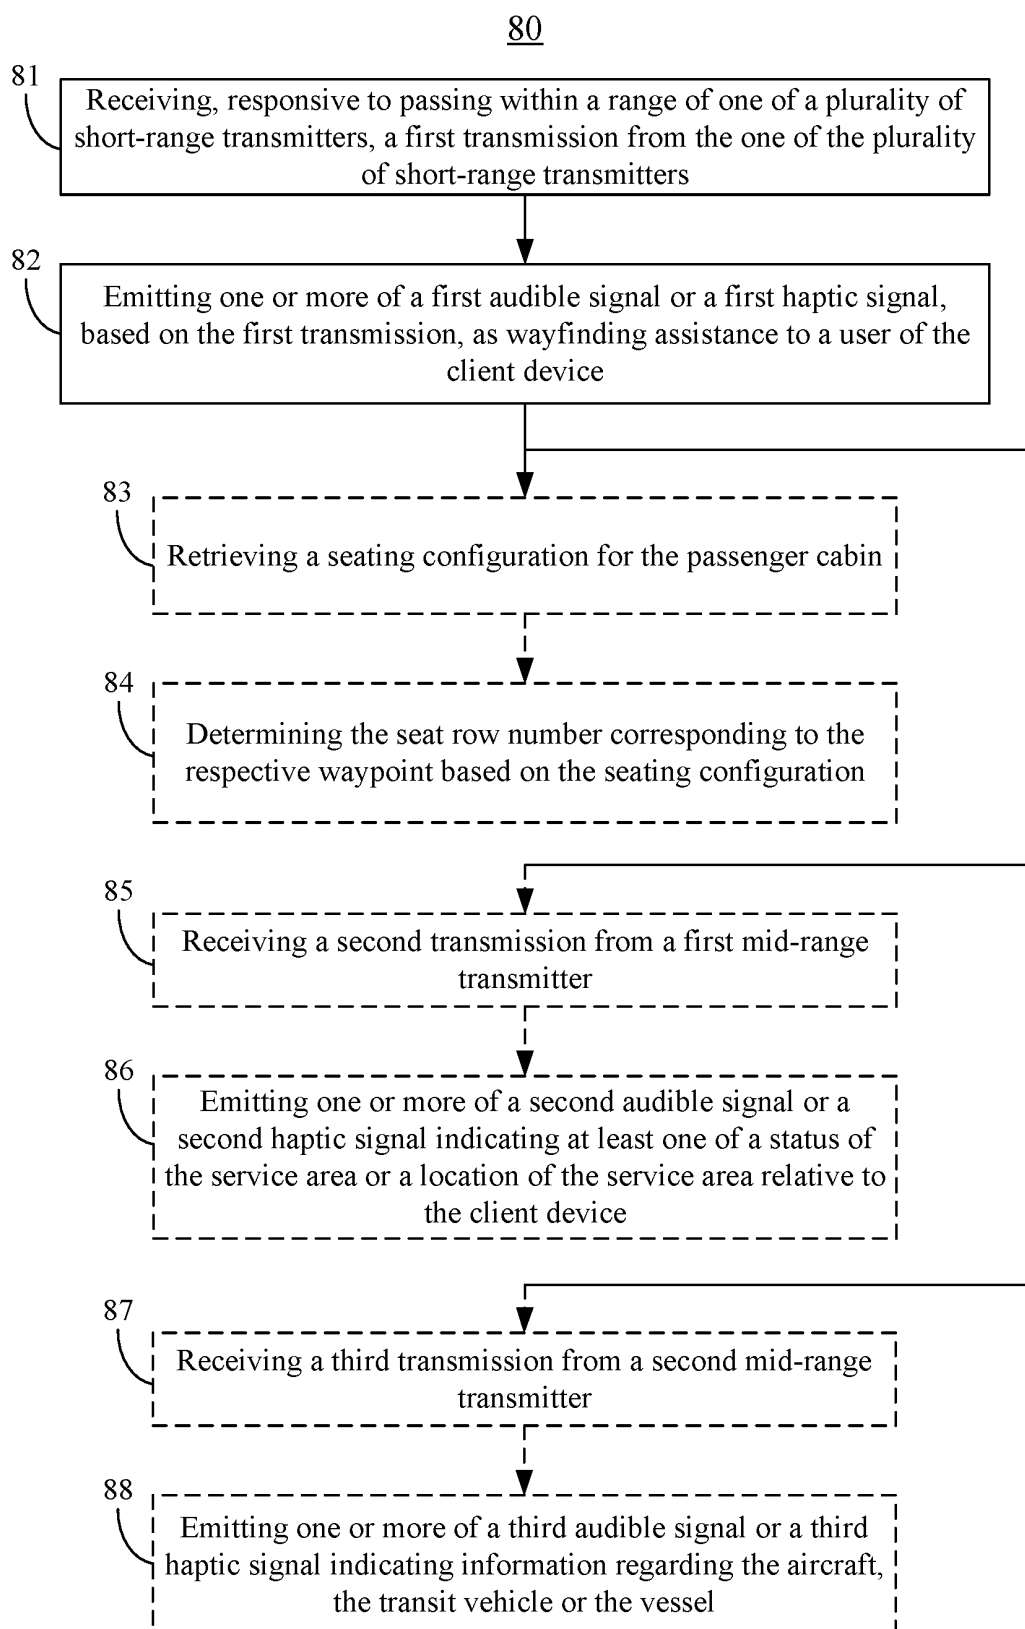 80
81
Receiving, responsive to passing within a range of one of a plurality of
short-range transmitters, a first transmission from the one of the plurality
of short-range transmitters
82
Emitting one or more of a first audible signal or a first haptic signal,
based on the first transmission, as wayfinding assistance to a user of the
client device
83
Retrieving a seating configuration for the passenger cabin
84
Determining the seat row number corresponding to the
respective waypoint based on the seating configuration
85
Receiving a second transmission from a first mid-range
transmitter
86
Emitting one or more of a second audible signal or a
second haptic signal indicating at least one of a status of
the service area or a location of the service area relative to
the client device
87
Receiving a third transmission from a second mid-range
transmitter
88
Emitting one or more of a third audible signal or a third
haptic signal indicating information regarding the aircraft,
the transit vehicle or the vessel